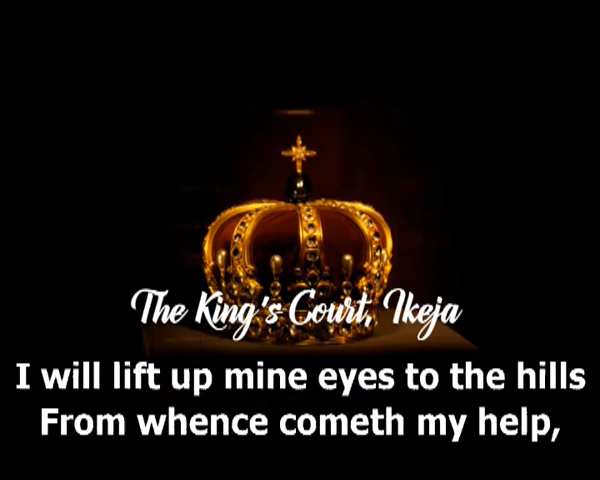 The King's Court, Ikeja
I will lift up mine eyes to the hills
From whence cometh my help,